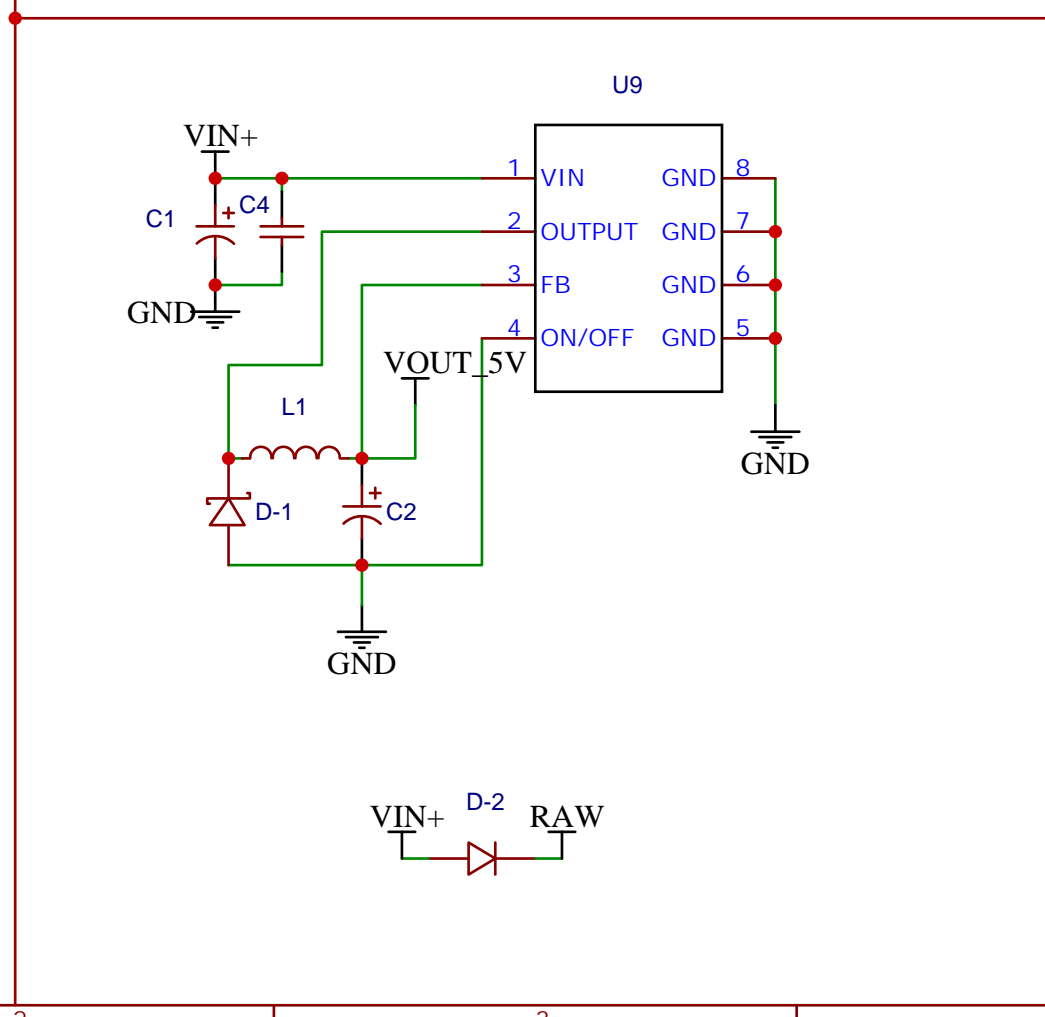 U9
VIN+
1 VIN GND 8
C1 + C4
2 OUTPUT GND 7
3 FB GND 6
GND
4 ON/OFF GND 5
VOUT_5V
L1
GND
+
D-1 C2
GND
D-2
VIN+ RAW